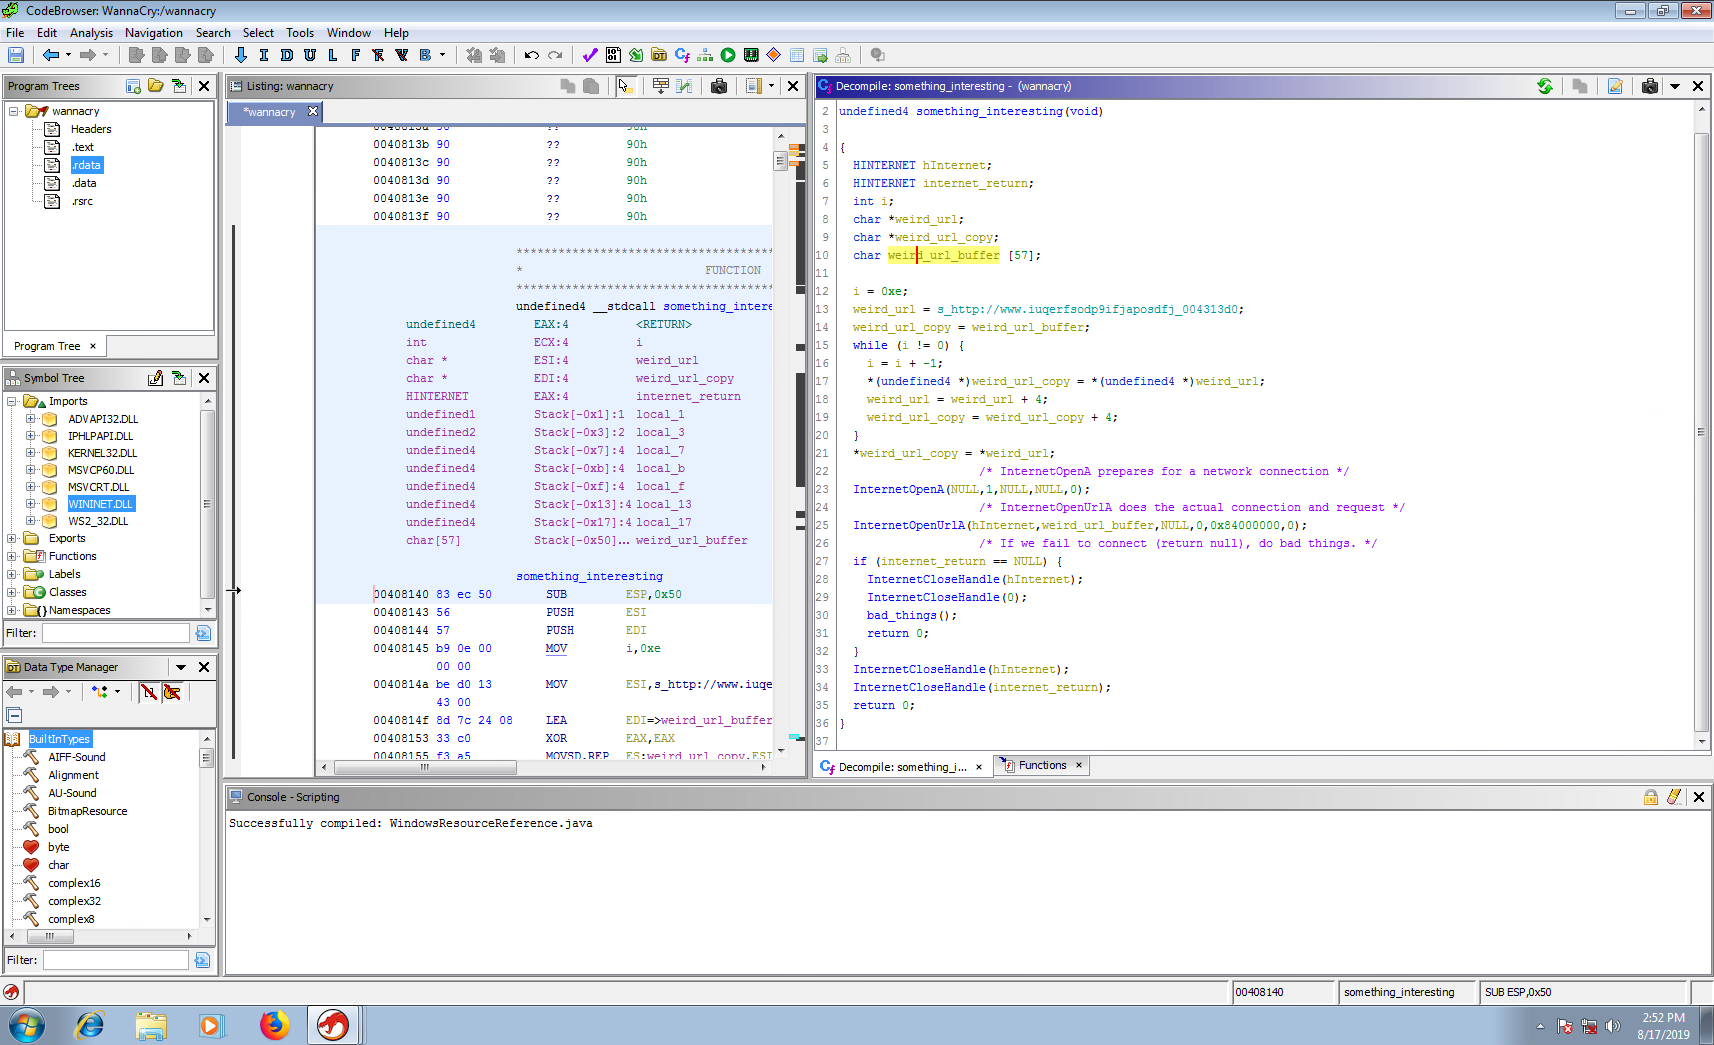 CodeBrowser: WannaCry:/wannacry
File Edit Analysis Navigation Search Select Tools Window Help
I D U L F R V B
Program Trees
wannacry
Headers
.text
.rdata
.data
.rsrc
Program Tree ×
Symbol Tree
Imports
ADVAPI32.DLL
IPHLPAPI.DLL
KERNEL32.DLL
MSVCP60.DLL
MSVCRT.DLL
WININET.DLL
WS2_32.DLL
Exports
Functions
Labels
Classes
Namespaces
Filter:
Data Type Manager
BuiltInTypes
AIFF-Sound
Alignment
AU-Sound
BitmapResource
bool
byte
char
complex16
complex32
complex8
Filter:
Listing: wannacry
*wannacry
0040813b 90 ?? 90h
0040813c 90 ?? 90h
0040813d 90 ?? 90h
0040813e 90 ?? 90h
0040813f 90 ?? 90h
*************************************
* FUNCTION
*************************************
undefined4 __stdcall something_intere
undefined4 EAX:4 <RETURN>
int ECX:4 i
char * ESI:4 weird_url
char * EDI:4 weird_url_copy
HINTERNET EAX:4 internet_return
undefined1 Stack[-0x1]:1 local_1
undefined2 Stack[-0x3]:2 local_3
undefined4 Stack[-0x7]:4 local_7
undefined4 Stack[-0xb]:4 local_b
undefined4 Stack[-0xf]:4 local_f
undefined4 Stack[-0x13]:4 local_13
undefined4 Stack[-0x17]:4 local_17
char[57] Stack[-0x50]... weird_url_buffer
something_interesting
00408140 83 ec 50 SUB ESP,0x50
00408143 56 PUSH ESI
00408144 57 PUSH EDI
00408145 b9 0e 00 MOV i,0xe
00 00
0040814a be d0 13 MOV ESI,s_http://www.iuqe
43 00
0040814f 8d 7c 24 08 LEA EDI=>weird_url_buffer
00408153 33 c0 XOR EAX,EAX
00408155 f3 a5 MOVSD.REP ES:weird_url_copy,ESI
Decompile: something_interesting - (wannacry)
2 undefined4 something_interesting(void)
3
4 {
5 HINTERNET hInternet;
6 HINTERNET internet_return;
7 int i;
8 char *weird_url;
9 char *weird_url_copy;
10 char weird_url_buffer [57];
11
12 i = 0xe;
13 weird_url = s_http://www.iuqerfsodp9ifjaposdfj_004313d0;
14 weird_url_copy = weird_url_buffer;
15 while (i != 0) {
16 i = i + -1;
17 *(undefined4 *)weird_url_copy = *(undefined4 *)weird_url;
18 weird_url = weird_url + 4;
19 weird_url_copy = weird_url_copy + 4;
20 }
21 *weird_url_copy = *weird_url;
22 /* InternetOpenA prepares for a network connection */
23 InternetOpenA(NULL,1,NULL,NULL,0);
24 /* InternetOpenUrlA does the actual connection and request */
25 InternetOpenUrlA(hInternet,weird_url_buffer,NULL,0,0x84000000,0);
26 /* If we fail to connect (return null), do bad things. */
27 if (internet_return == NULL) {
28 InternetCloseHandle(hInternet);
29 InternetCloseHandle(0);
30 bad_things();
31 return 0;
32 }
33 InternetCloseHandle(hInternet);
34 InternetCloseHandle(internet_return);
35 return 0;
36 }
37
Decompile: something_i... × Functions ×
Console - Scripting
Successfully compiled: WindowsResourceReference.java
00408140 something_interesting SUB ESP,0x50
2:52 PM
8/17/2019